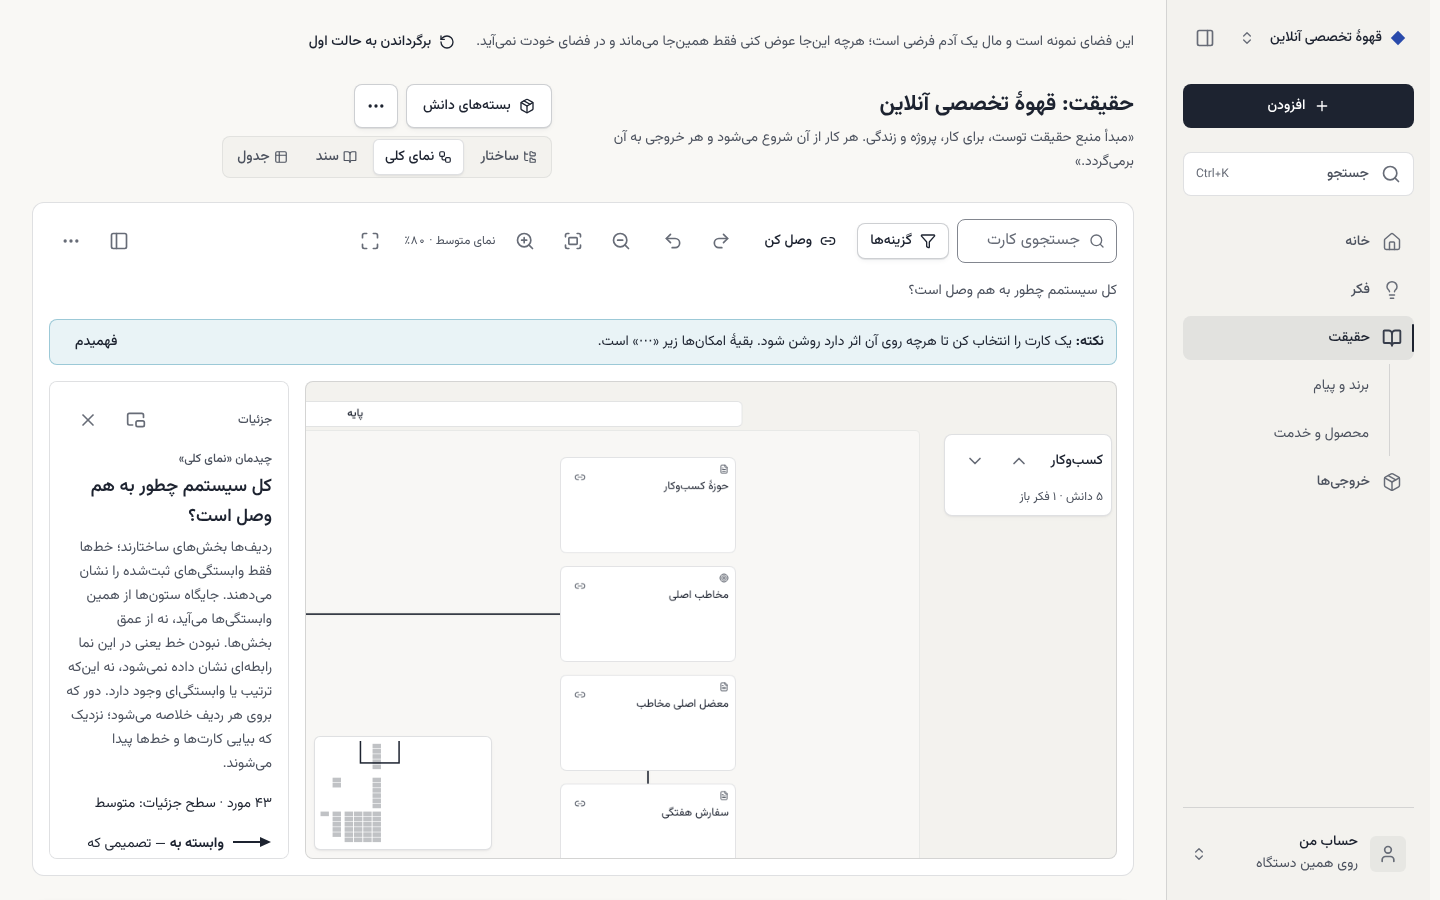 قهوهٔ تخصصی آنلاین
افزودن
جستجو
Ctrl+K
خانه
فکر
حقیقت
برند و پیام
محصول و خدمت
خروجی‌ها
حساب من
روی همین دستگاه
این فضای نمونه است و مال یک آدم فرضی است؛ هرچه این‌جا عوض کنی فقط همین‌جا می‌ماند و در فضای خودت نمی‌آید.
برگرداندن به حالت اول
حقیقت: قهوهٔ تخصصی آنلاین
«مبدأ منبع حقیقت توست، برای کار، پروژه و زندگی. هر کار از آن شروع می‌شود و هر خروجی به آن
برمی‌گردد.»
بسته‌های دانش
ساختار
نمای کلی
سند
جدول
جستجوی کارت
گزینه‌ها
وصل کن
نمای متوسط · ۸۰٪
کل سیستمم چطور به هم وصل است؟
نکته: یک کارت را انتخاب کن تا هرچه روی آن اثر دارد روشن شود. بقیهٔ امکان‌ها زیر «···» است.
فهمیدم
پایه
کسب‌وکار
۵ دانش · ۱ فکر باز
حوزهٔ کسب‌وکار
مخاطب اصلی
معضل اصلی مخاطب
سفارش هفتگی
جزئیات
چیدمان «نمای کلی»
کل سیستمم چطور به هم
وصل است؟
ردیف‌ها بخش‌های ساختارند؛ خط‌ها
فقط وابستگی‌های ثبت‌شده را نشان
می‌دهند. جایگاه ستون‌ها از همین
وابستگی‌ها می‌آید، نه از عمق
بخش‌ها. نبودن خط یعنی در این نما
رابطه‌ای نشان داده نمی‌شود، نه این‌که
ترتیب یا وابستگی‌ای وجود دارد. دور که
بروی هر ردیف خلاصه می‌شود؛ نزدیک
که بیایی کارت‌ها و خط‌ها پیدا
می‌شوند.
۴۳ مورد · سطح جزئیات: متوسط
وابسته به — تصمیمی که